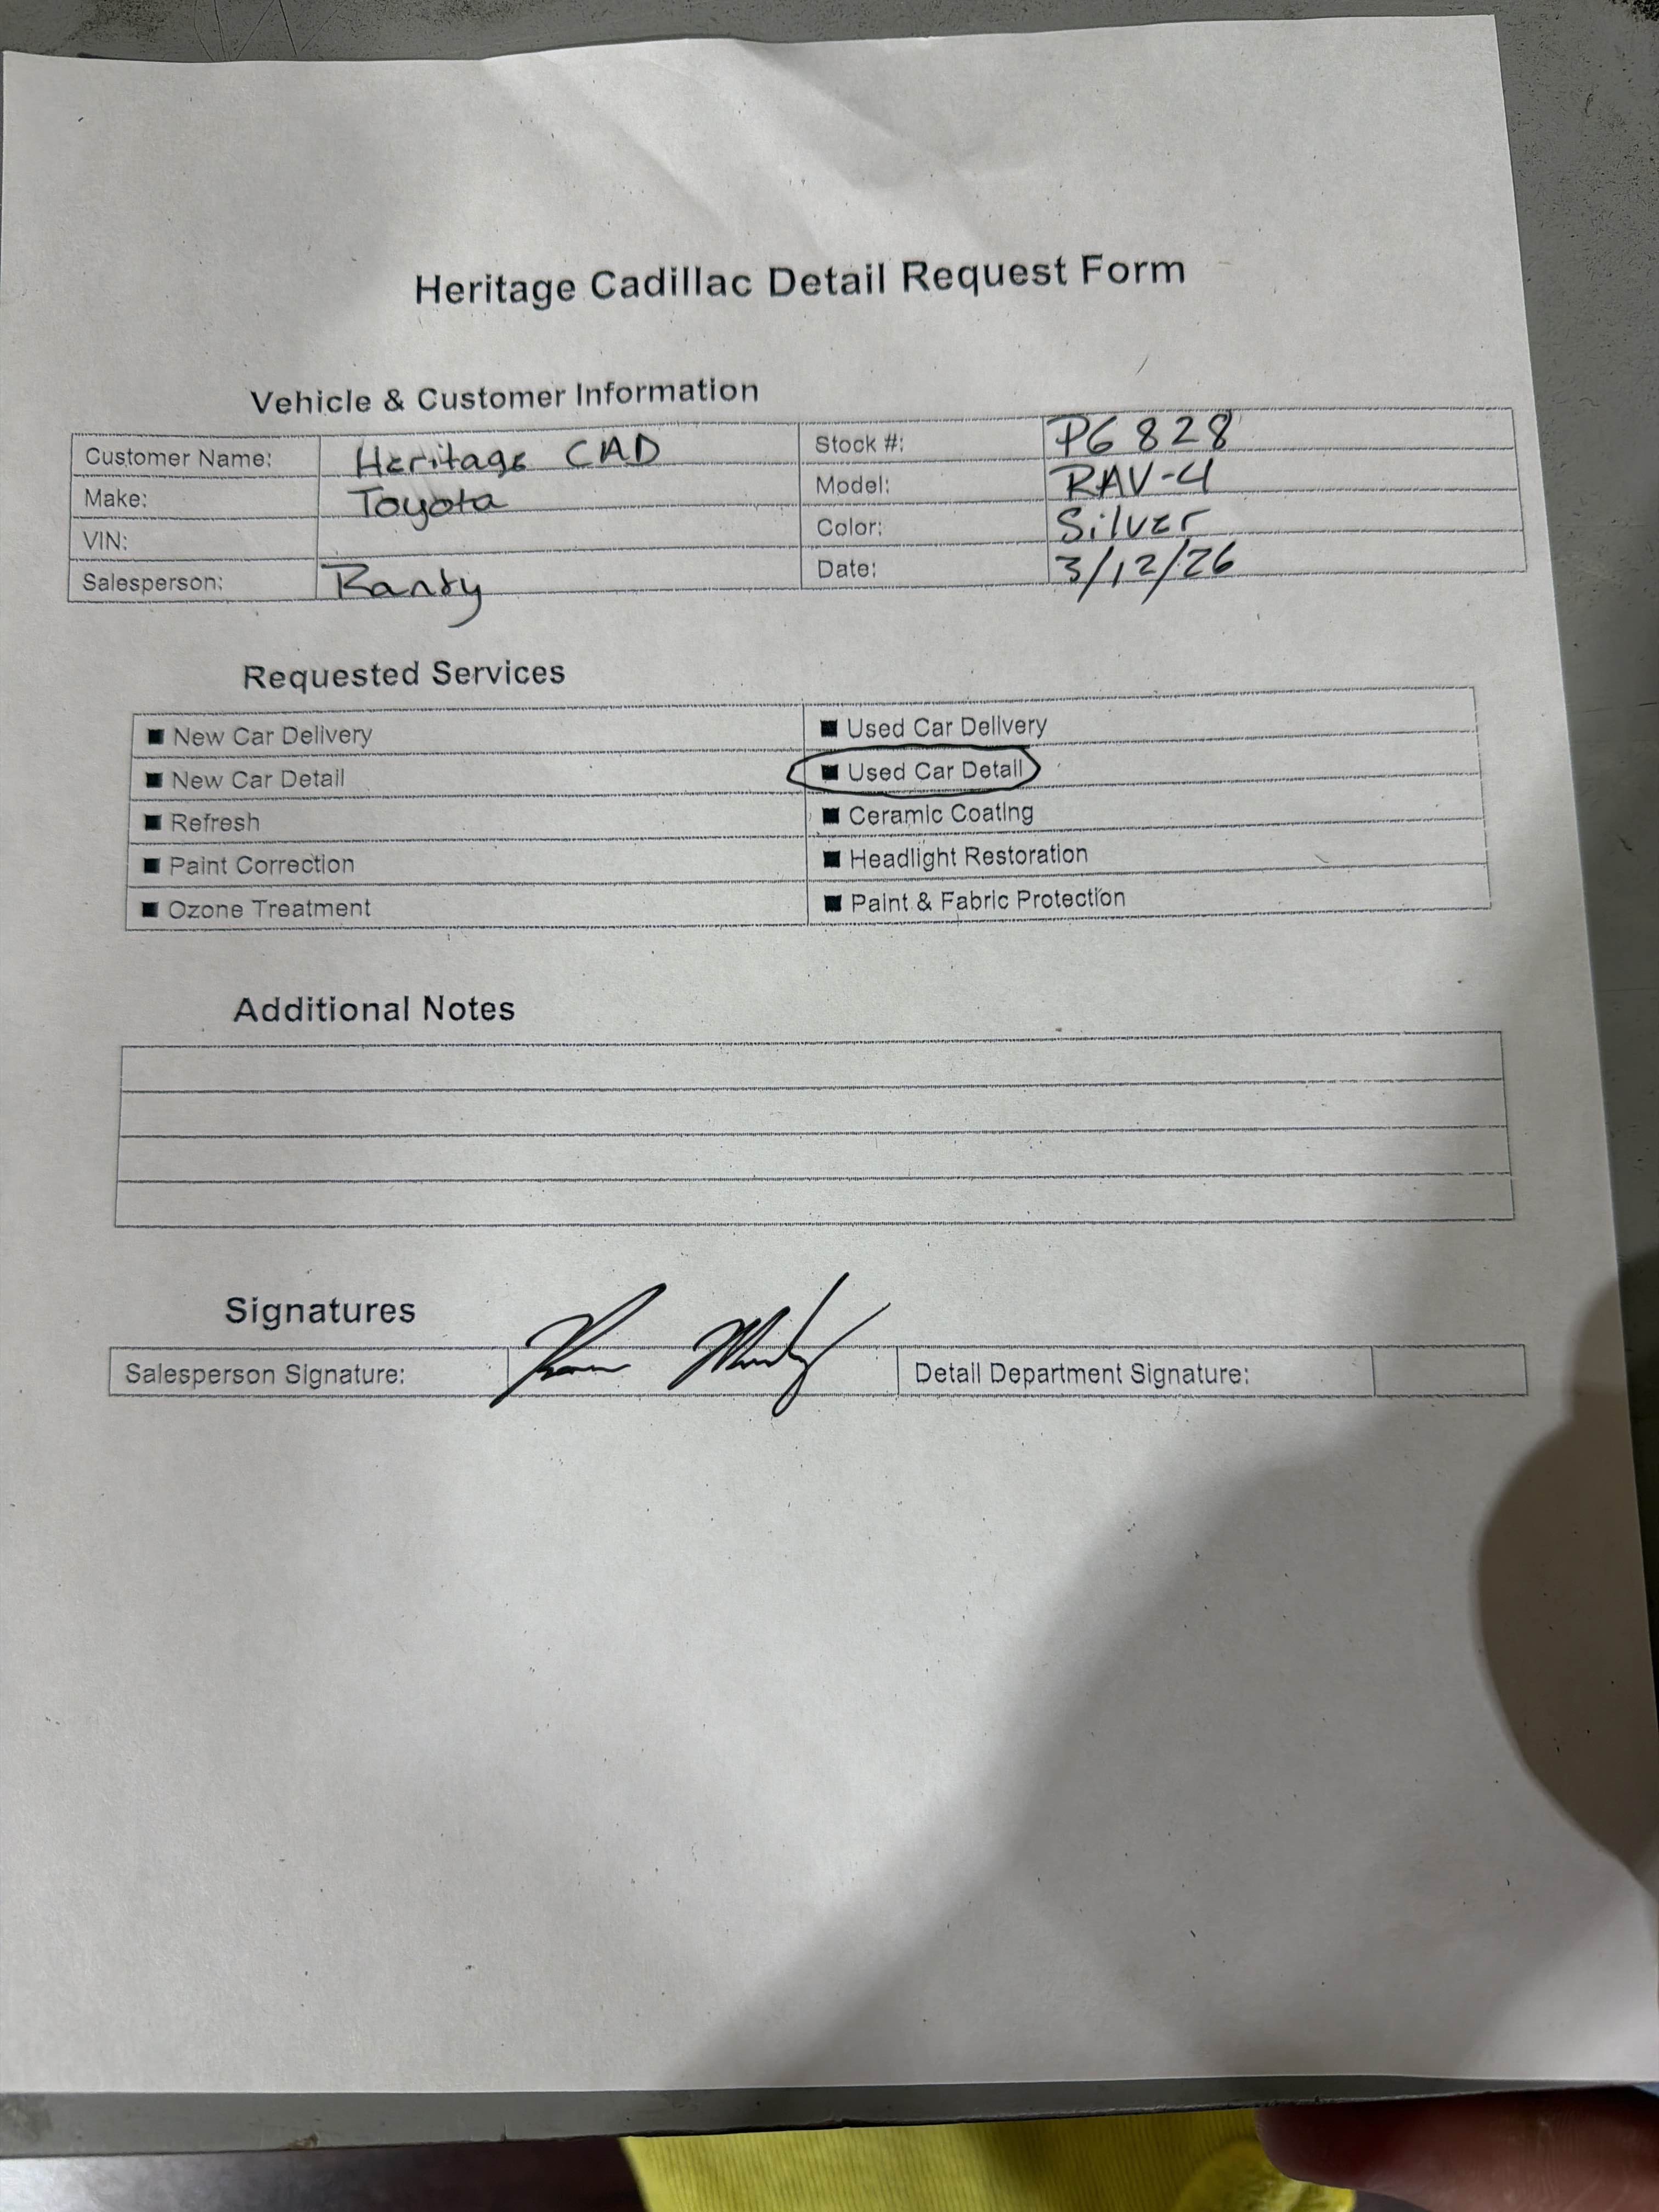 Heritage Cadillac Detail Request Form
Vehicle & Customer Information
Customer Name: Heritage CAD Stock #: P6828
Make: Toyota Model: RAV-4
VIN: Color: Silver
Salesperson: Randy Date: 3/12/26
Requested Services
■ New Car Delivery ■ Used Car Delivery
■ New Car Detail ■ Used Car Detail
■ Refresh ■ Ceramic Coating
■ Paint Correction ■ Headlight Restoration
■ Ozone Treatment ■ Paint & Fabric Protection
Additional Notes
Signatures
Salesperson Signature: Detail Department Signature: